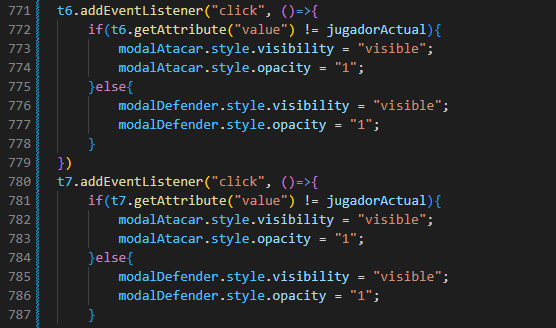 771 t6.addEventListener("click", ()=>{
772 if(t6.getAttribute("value") != jugadorActual){
773 modalAtacar.style.visibility = "visible";
774 modalAtacar.style.opacity = "1";
775 }else{
776 modalDefender.style.visibility = "visible";
777 modalDefender.style.opacity = "1";
778 }
779 })
780 t7.addEventListener("click", ()=>{
781 if(t7.getAttribute("value") != jugadorActual){
782 modalAtacar.style.visibility = "visible";
783 modalAtacar.style.opacity = "1";
784 }else{
785 modalDefender.style.visibility = "visible";
786 modalDefender.style.opacity = "1";
787 }